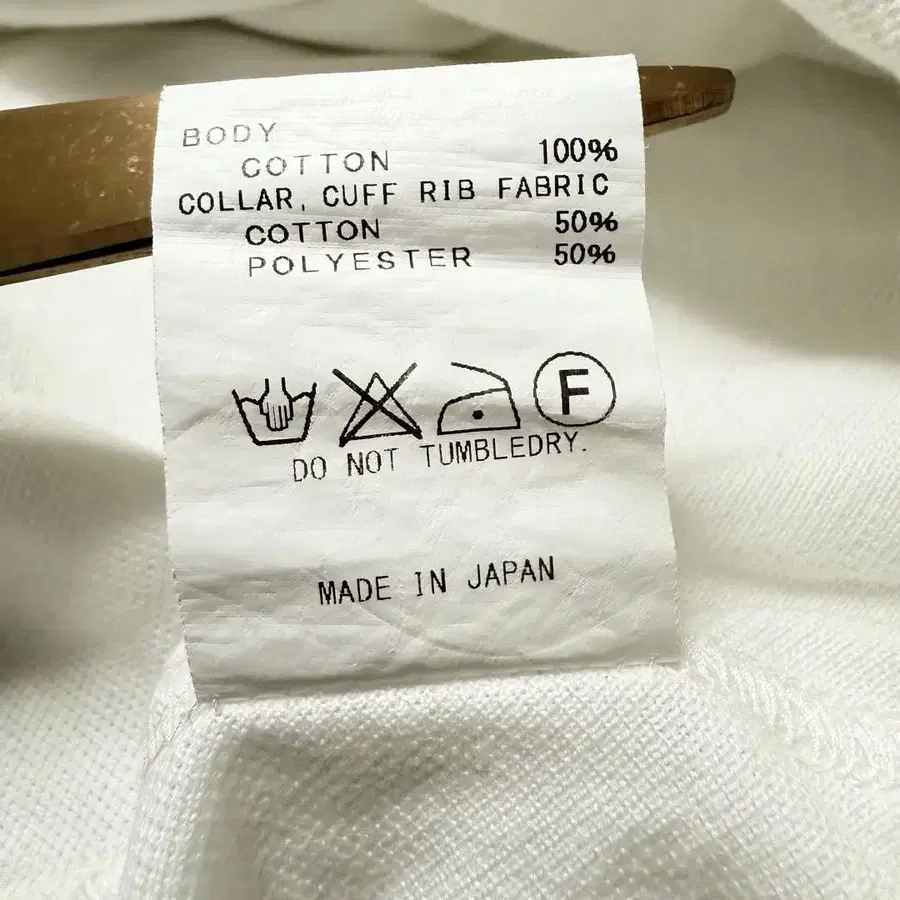 BODY
COTTON 100%
COLLAR, CUFF RIB FABRIC
COTTON 50%
POLYESTER 50%
F
DO NOT TUMBLEDRY.
MADE IN JAPAN